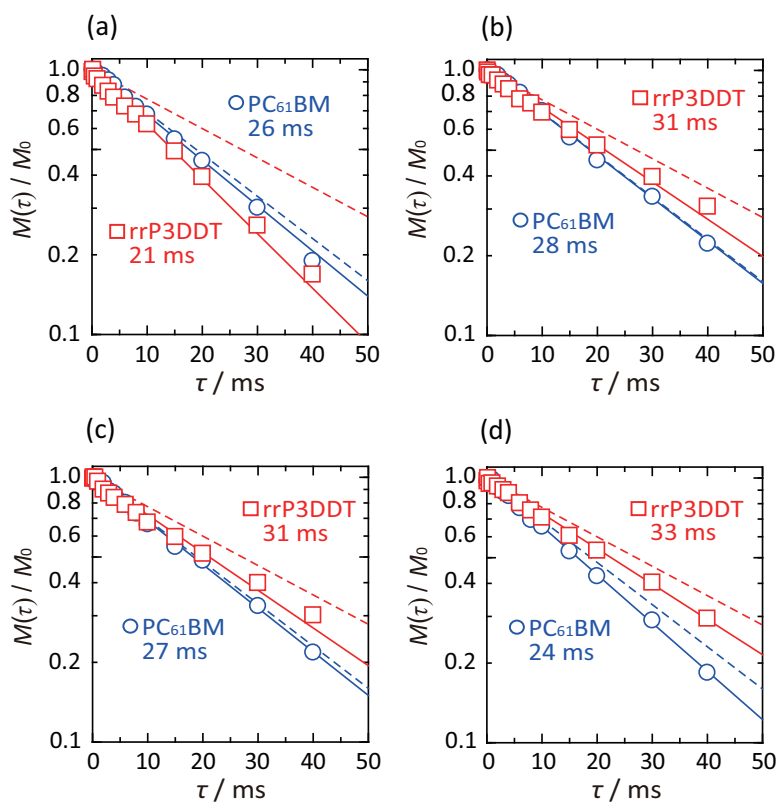 (a)
1.0
0.8
0.6
0.4
0.2
0.1
M(τ) / M₀
PC₆₁BM
26 ms
rrP3DDT
21 ms
0 10 20 30 40 50
τ / ms
(b)
1.0
0.8
0.6
0.4
0.2
0.1
M(τ) / M₀
rrP3DDT
31 ms
PC₆₁BM
28 ms
0 10 20 30 40 50
τ / ms
(c)
1.0
0.8
0.6
0.4
0.2
0.1
M(τ) / M₀
rrP3DDT
31 ms
PC₆₁BM
27 ms
0 10 20 30 40 50
τ / ms
(d)
1.0
0.8
0.6
0.4
0.2
0.1
M(τ) / M₀
rrP3DDT
33 ms
PC₆₁BM
24 ms
0 10 20 30 40 50
τ / ms